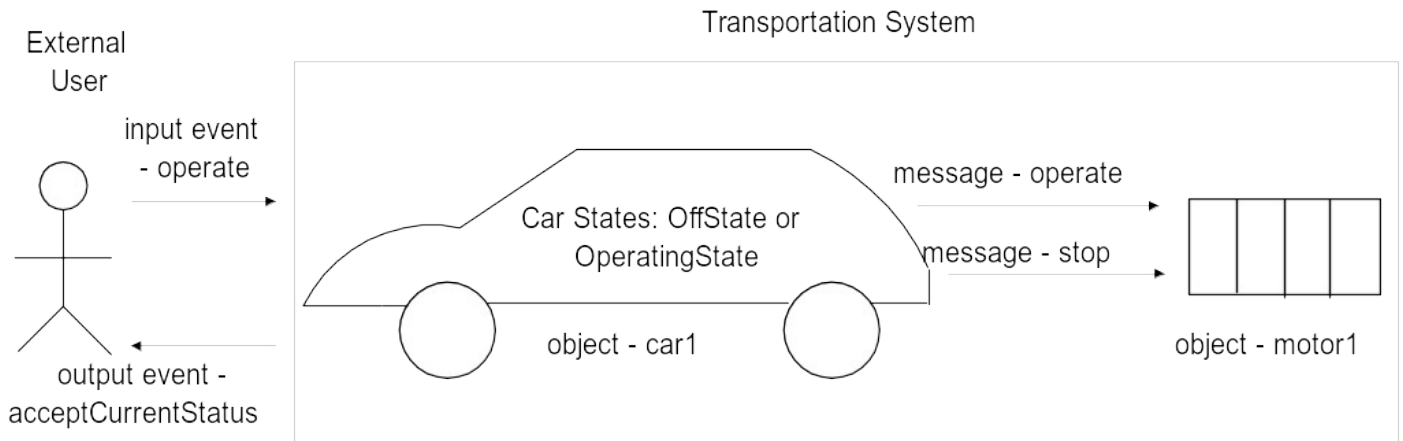 Transportation System
External
User
input event
- operate
message - operate
Car States: OffState or
OperatingState
message - stop
object - car1
object - motor1
output event -
acceptCurrentStatus